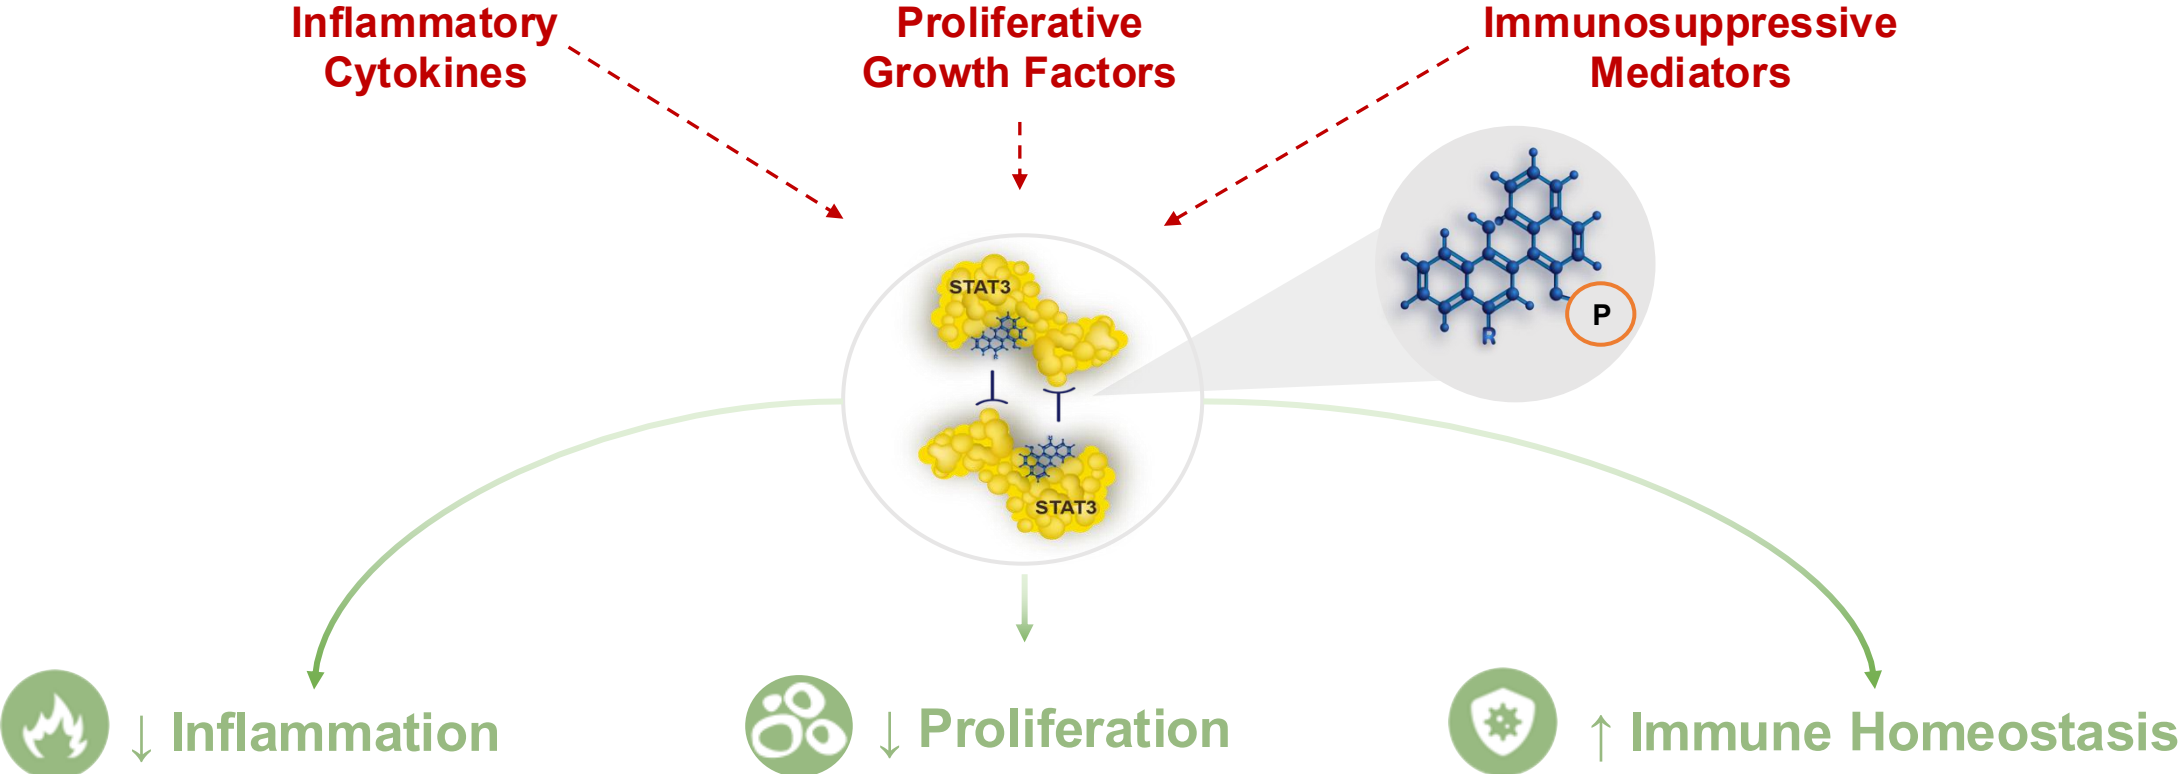 Inflammatory
Cytokines
Proliferative
Growth Factors
Immunosuppressive
Mediators
STAT3
P
R
STAT3
↓ Inflammation
↓ Proliferation
↑ Immune Homeostasis